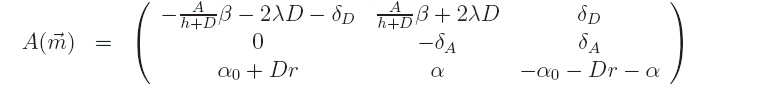 A(\vec{m}) = \begin{pmatrix} -\frac{A}{h+D}\beta - 2\lambda D - \delta_D & \frac{A}{h+D}\beta + 2\lambda D & \delta_D \\ 0 & -\delta_A & \delta_A \\ \alpha_0 + Dr & \alpha & -\alpha_0 - Dr - \alpha \end{pmatrix}